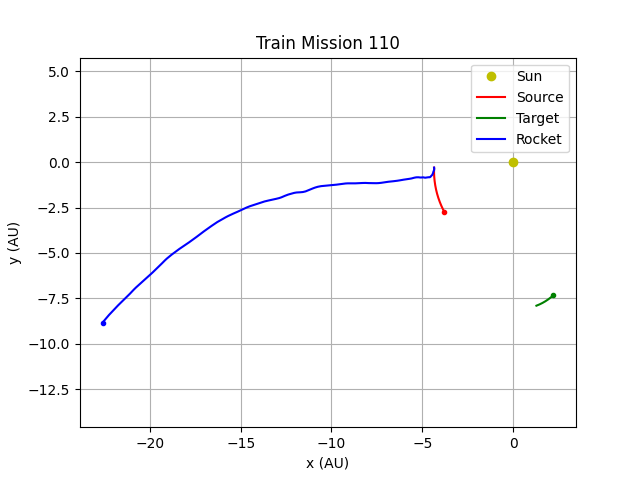 Train Mission 110
Sun
Source
Target
Rocket
5.0
2.5
0.0
−2.5
−5.0
−7.5
−10.0
−12.5
y (AU)
−20
−15
−10
−5
0
x (AU)